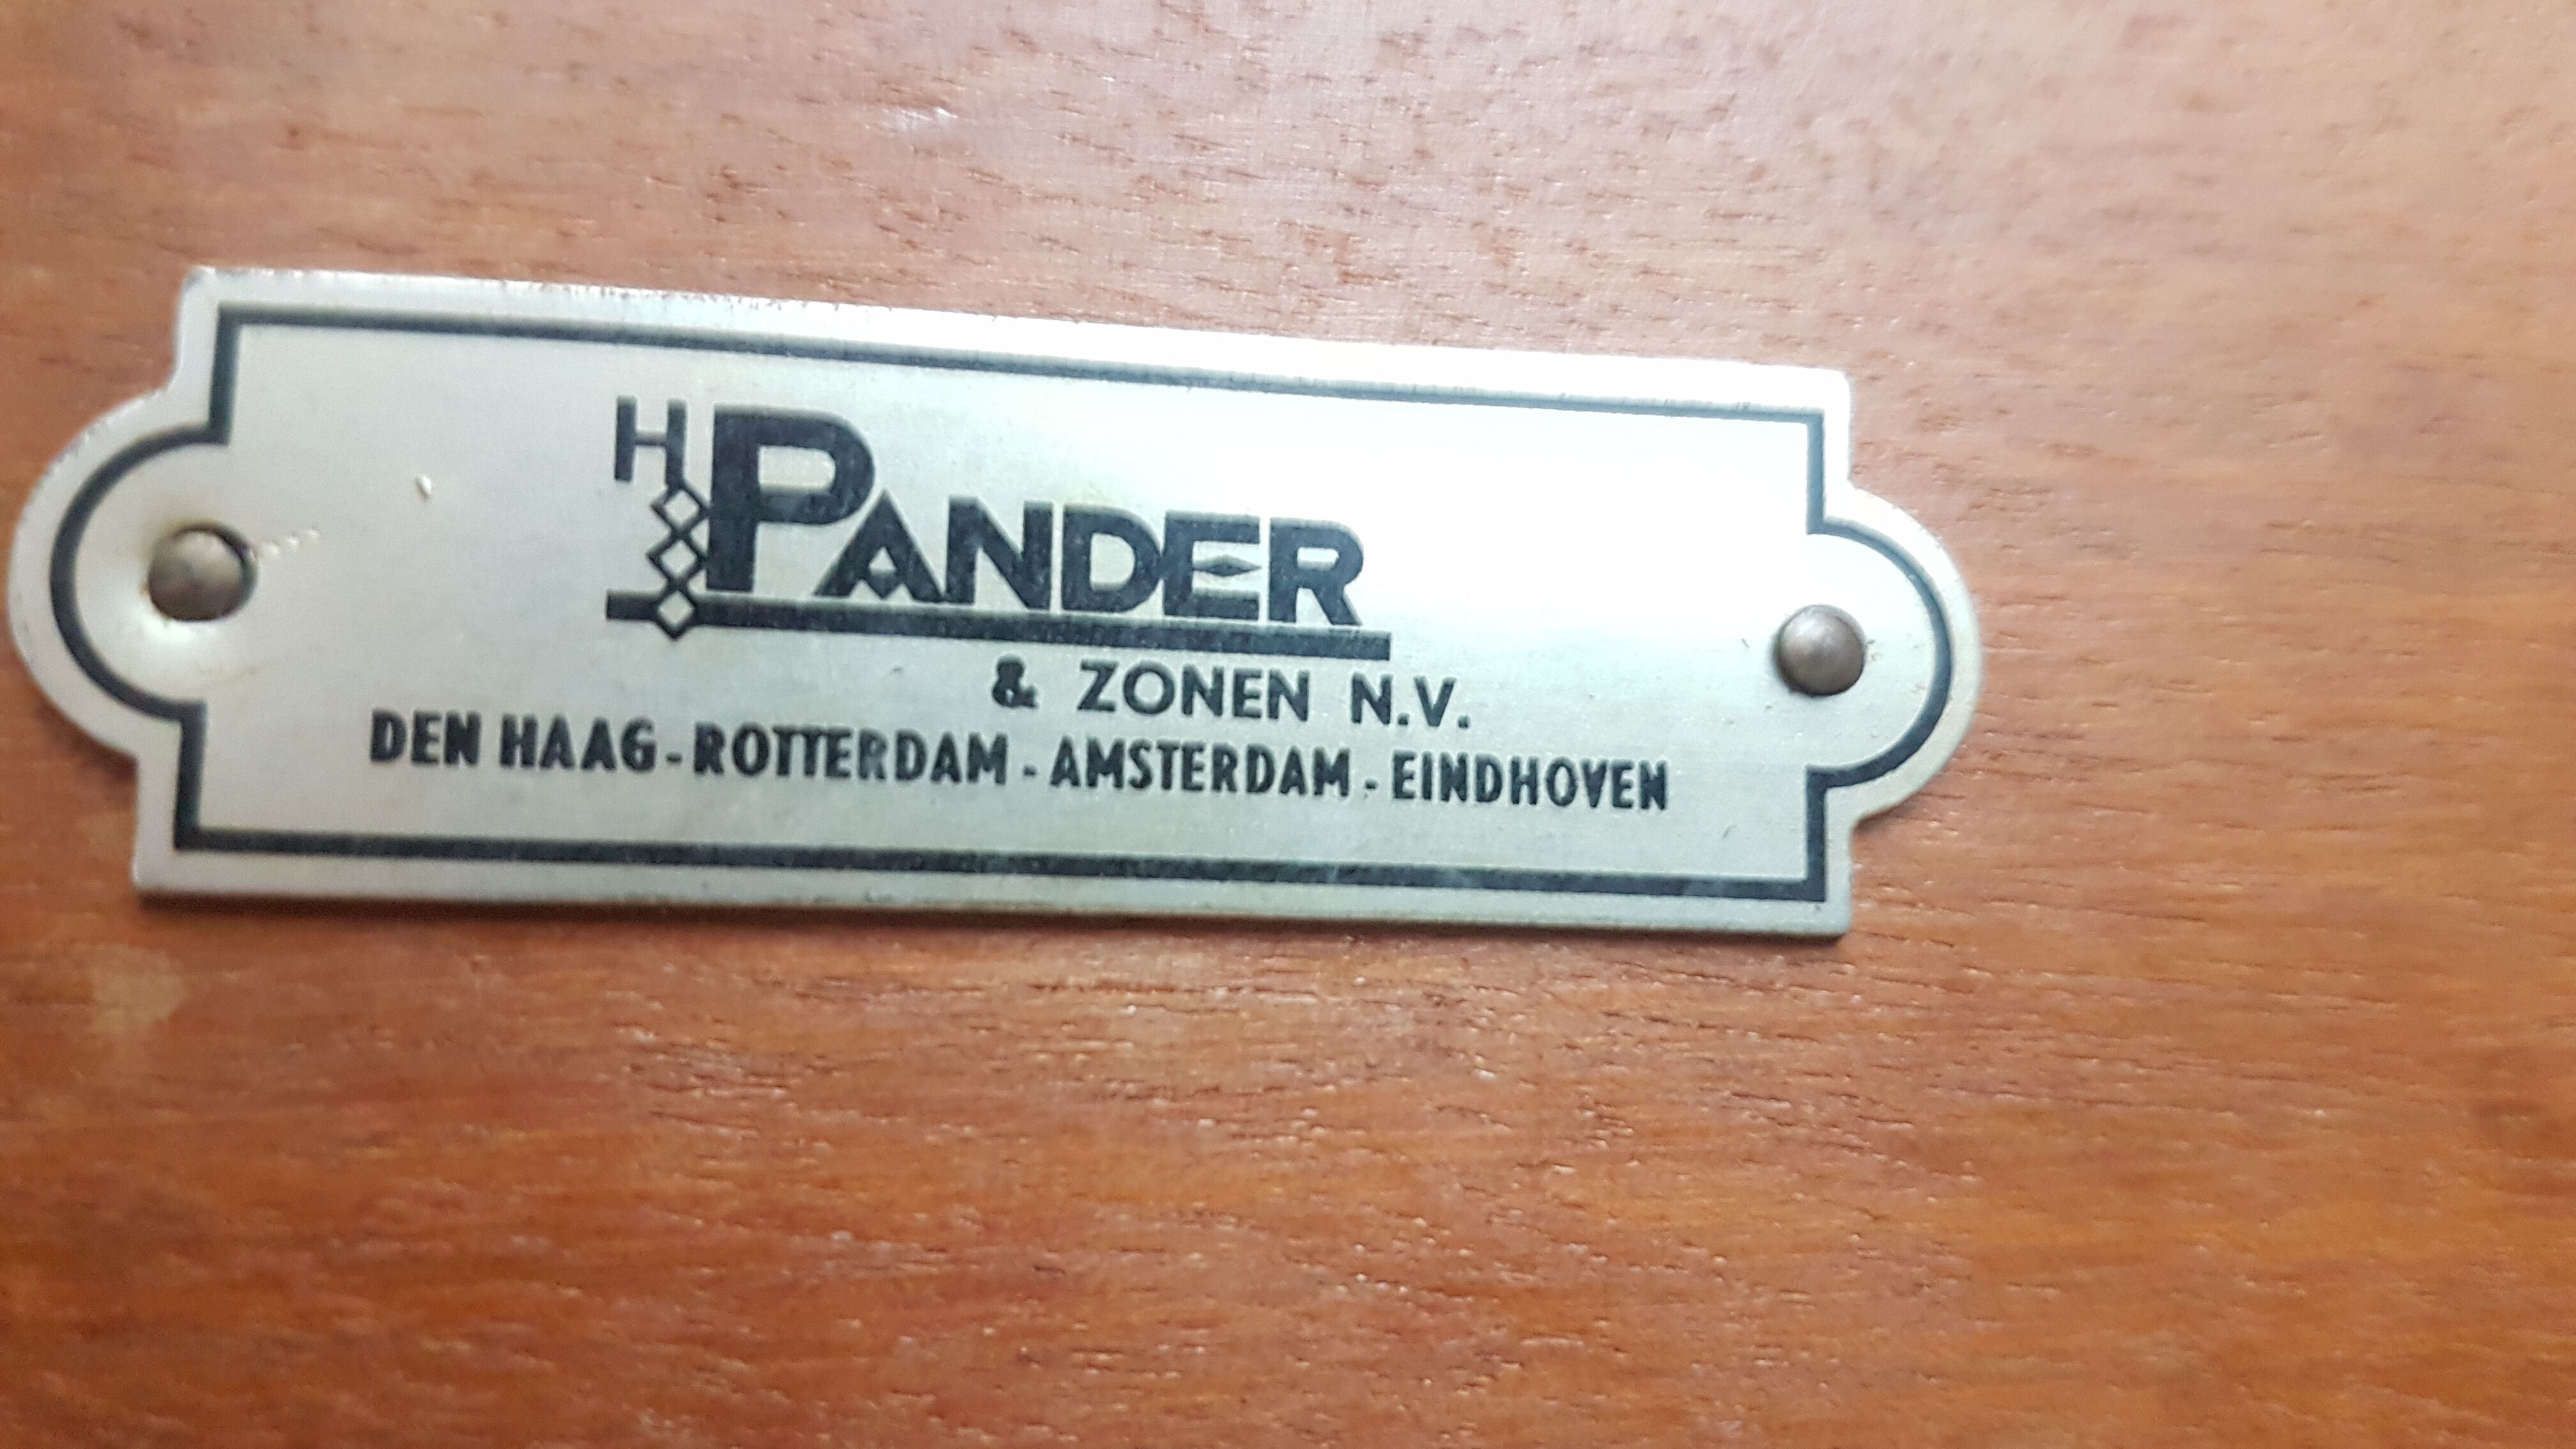 H PANDER
& ZONEN N.V.
DEN HAAG - ROTTERDAM - AMSTERDAM - EINDHOVEN